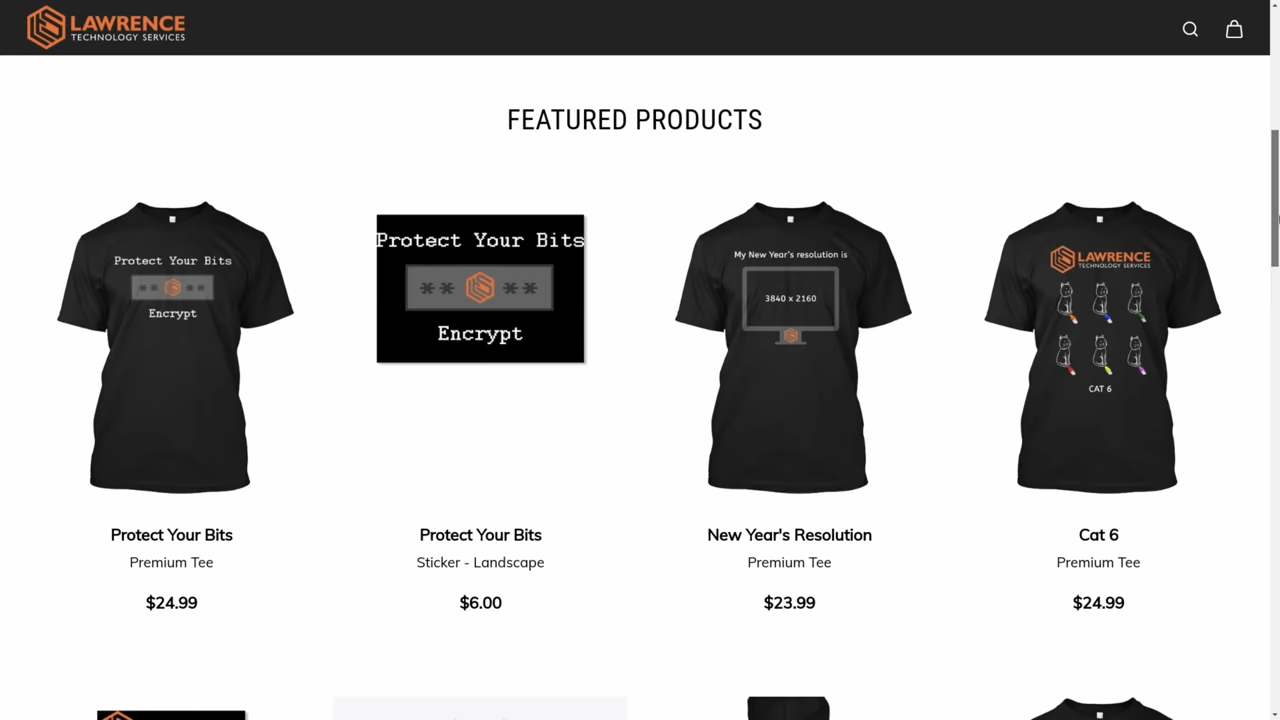 LAWRENCE
TECHNOLOGY SERVICES
FEATURED PRODUCTS
Protect Your Bits
** **
Encrypt
Protect Your Bits
** **
Encrypt
My New Year's resolution is
3840 x 2160
LAWRENCE
TECHNOLOGY SERVICES
CAT 6
Protect Your Bits
Premium Tee
$24.99
Protect Your Bits
Sticker - Landscape
$6.00
New Year's Resolution
Premium Tee
$23.99
Cat 6
Premium Tee
$24.99